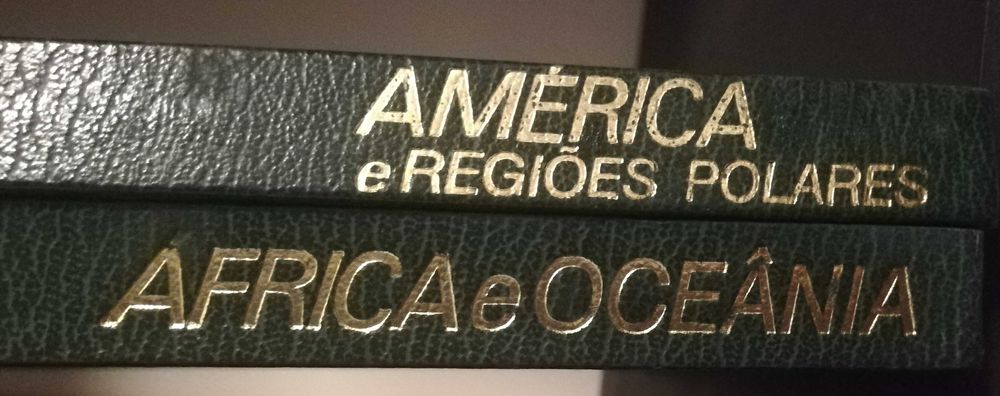 AMÉRICA
e REGIÕES POLARES
ÁFRICA e OCEÂNIA